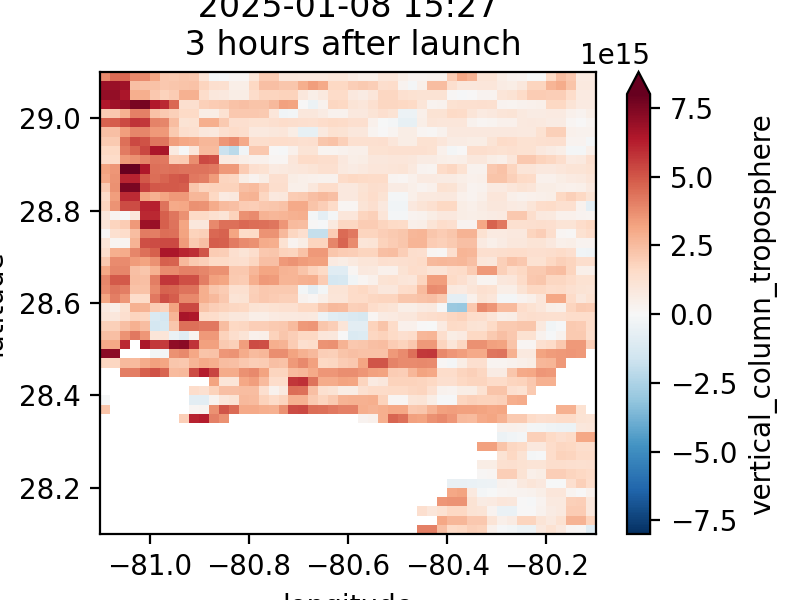 2025-01-08 15:27
3 hours after launch
1e15
29.0
28.8
28.6
28.4
28.2
−81.0 −80.8 −80.6 −80.4 −80.2
7.5
5.0
2.5
0.0
−2.5
−5.0
−7.5
vertical_column_troposphere
longitude